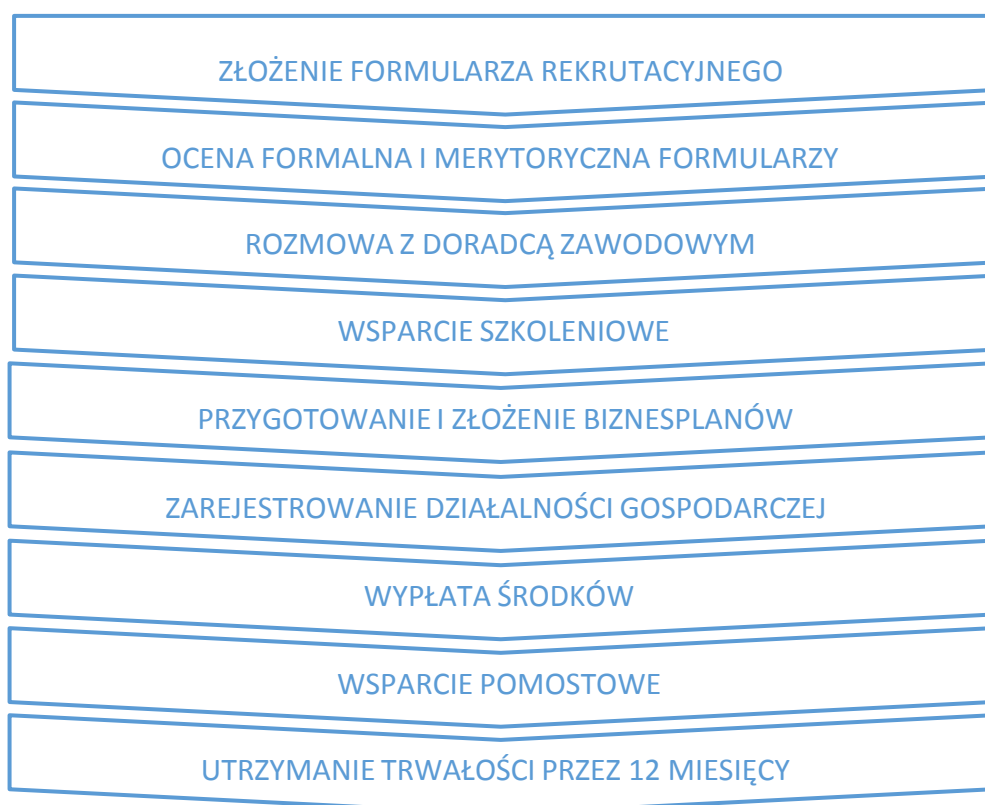 ZŁOŻENIE FORMULARZA REKRUTACYJNEGO
OCENA FORMALNA I MERYTORYCZNA FORMULARZY
ROZMOWA Z DORADCĄ ZAWODOWYM
WSPARCIE SZKOLENIOWE
PRZYGOTOWANIE I ZŁOŻENIE BIZNESPLANÓW
ZAREJESTROWANIE DZIAŁALNOŚCI GOSPODARCZEJ
WYPŁATA ŚRODKÓW
WSPARCIE POMOSTOWE
UTRZYMANIE TRWAŁOŚCI PRZEZ 12 MIESIĘCY